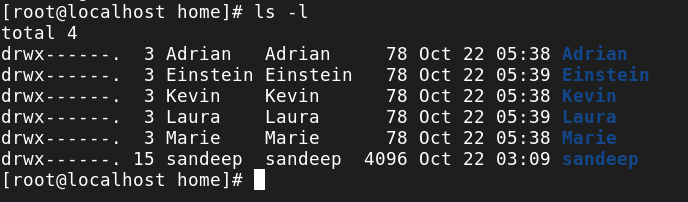 [root@localhost home]# ls -l
total 4
drwx------.  3 Adrian   Adrian     78 Oct 22 05:38 Adrian
drwx------.  3 Einstein Einstein   78 Oct 22 05:39 Einstein
drwx------.  3 Kevin    Kevin      78 Oct 22 05:38 Kevin
drwx------.  3 Laura    Laura      78 Oct 22 05:39 Laura
drwx------.  3 Marie    Marie      78 Oct 22 05:38 Marie
drwx------. 15 sandeep  sandeep  4096 Oct 22 03:09 sandeep
[root@localhost home]#